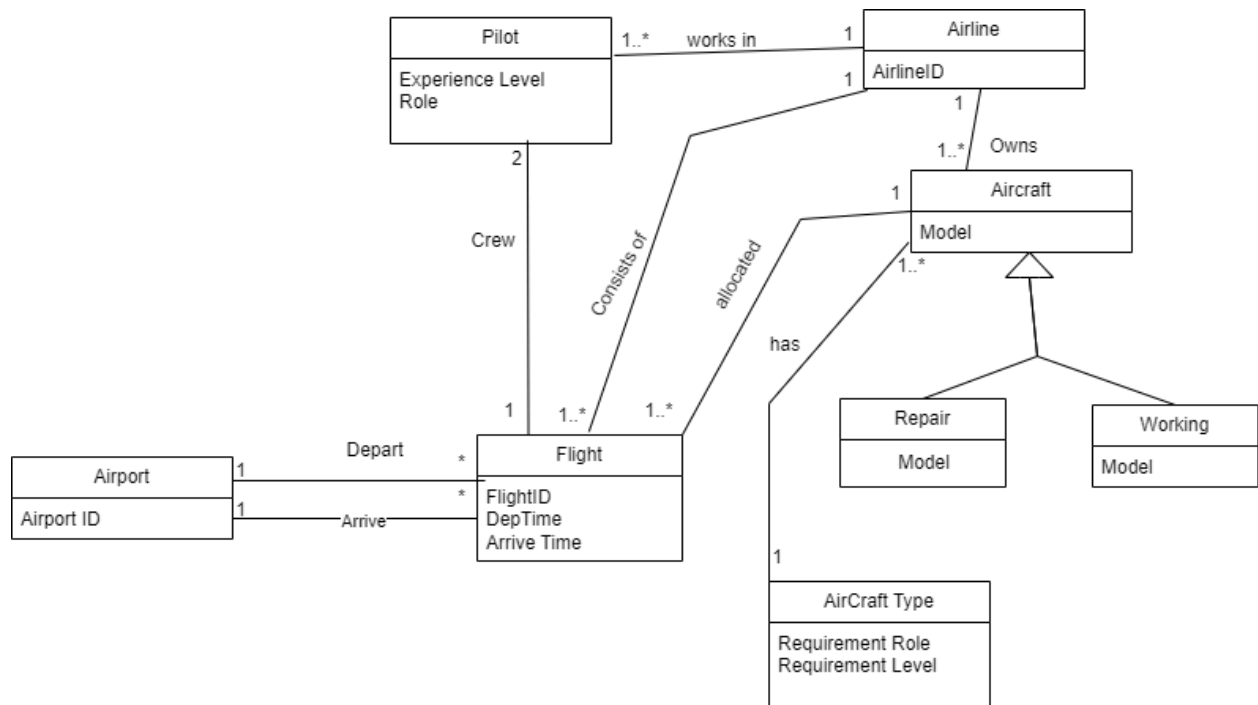 Pilot
Experience Level
Role
1..*
works in
1
Airline
AirlineID
1
1
1..*
Owns
2
Crew
1
Consists of
1..*
allocated
1
1..*
Aircraft
Model
1..*
has
1
Repair
Model
Working
Model
Airport
Airport ID
1
Depart
*
1
Arrive
*
Flight
FlightID
DepTime
Arrive Time
AirCraft Type
Requirement Role
Requirement Level